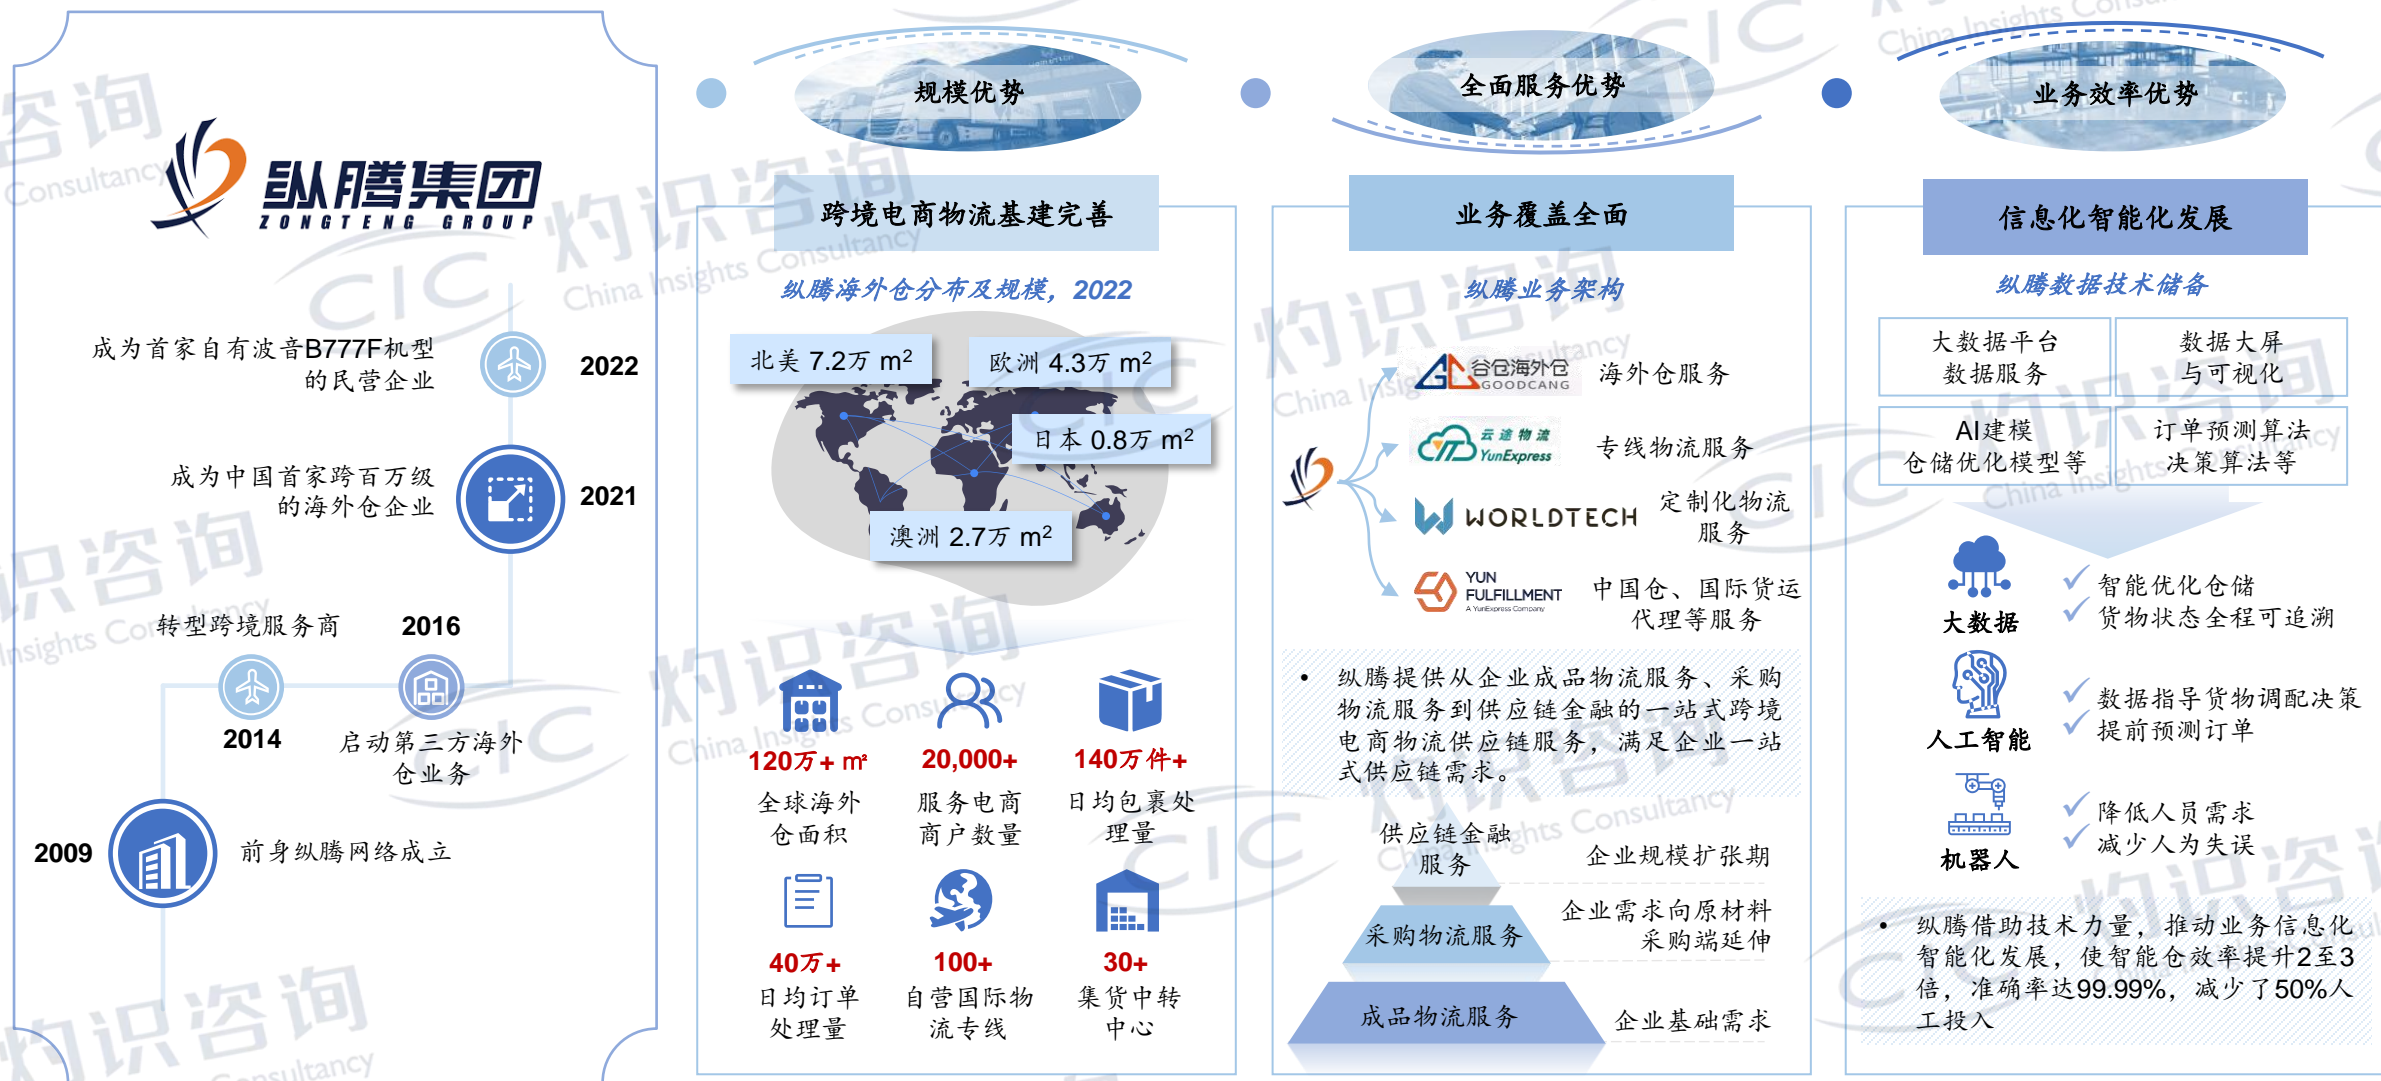 纵腾集团
ZONGTENG GROUP
成为首家自有波音B777F机型
的民营企业
2022
成为中国首家跨百万级
的海外仓企业
2021
转型跨境服务商
2016
2014
启动第三方海外
仓业务
2009
前身纵腾网络成立
规模优势
跨境电商物流基建完善
纵腾海外仓分布及规模，2022
北美 7.2万 m²
欧洲 4.3万 m²
日本 0.8万 m²
澳洲 2.7万 m²
120万+ ㎡
全球海外
仓面积
20,000+
服务电商
商户数量
140万件+
日均包裹处
理量
40万+
日均订单
处理量
100+
自营国际物
流专线
30+
集货中转
中心
全面服务优势
业务覆盖全面
纵腾业务架构
谷仓海外仓
GOODCANG
海外仓服务
云途物流
YunExpress
专线物流服务
WORLDTECH
定制化物流
服务
YUN
FULFILLMENT
A YunExpress Company
中国仓、国际货运
代理等服务
• 纵腾提供从企业成品物流服务、采购
物流服务到供应链金融的一站式跨境
电商物流供应链服务，满足企业一站
式供应链需求。
供应链金融
服务
企业规模扩张期
采购物流服务
企业需求向原材料
采购端延伸
成品物流服务
企业基础需求
业务效率优势
信息化智能化发展
纵腾数据技术储备
大数据平台
数据服务
数据大屏
与可视化
AI建模
仓储优化模型等
订单预测算法
决策算法等
大数据
✓ 智能优化仓储
✓ 货物状态全程可追溯
人工智能
✓ 数据指导货物调配决策
✓ 提前预测订单
机器人
✓ 降低人员需求
✓ 减少人为失误
• 纵腾借助技术力量，推动业务信息化
智能化发展，使智能仓效率提升2至3
倍，准确率达99.99%，减少了50%人
工投入
CIC 灼识咨询
China Insights Consultancy